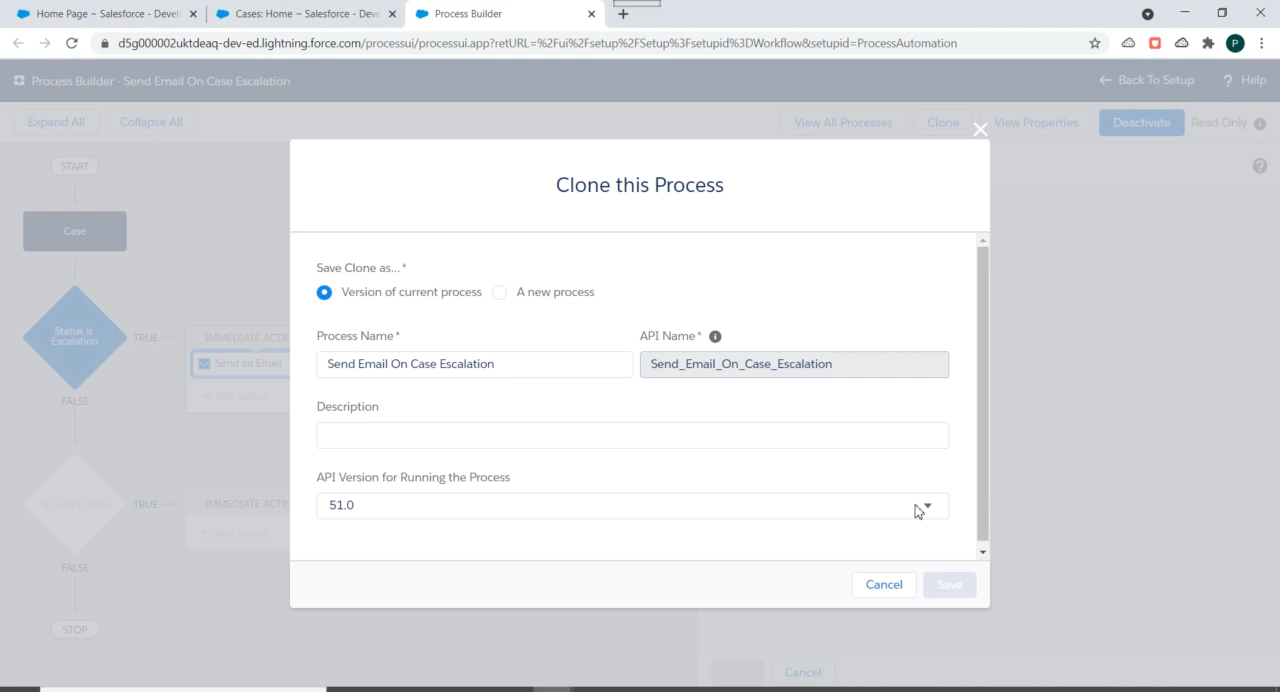 Home Page ~ Salesforce - Devel
Cases: Home ~ Salesforce - Deve
Process Builder
d5g000002uktdeaq-dev-ed.lightning.force.com/processui/processui.app?retURL=%2Fui%2Fsetup%2FSetup%3Fsetupid%3DWorkflow&setupid=ProcessAutomation
P
Process Builder - Send Email On Case Escalation
Back To Setup
? Help
Expand All
Collapse All
View All Processes
Clone
View Properties
Deactivate
Read Only
START
Case
Status is
Escalation
TRUE
IMMEDIATE ACTIO
Send an Email
+ Add Action
FALSE
+ Add Criteria
TRUE
IMMEDIATE ACTIO
+ Add Action
FALSE
STOP
Clone this Process
Save Clone as... *
Version of current process
A new process
Process Name *
API Name *
Send Email On Case Escalation
Send_Email_On_Case_Escalation
Description
API Version for Running the Process
51.0
Cancel
Save
Cancel